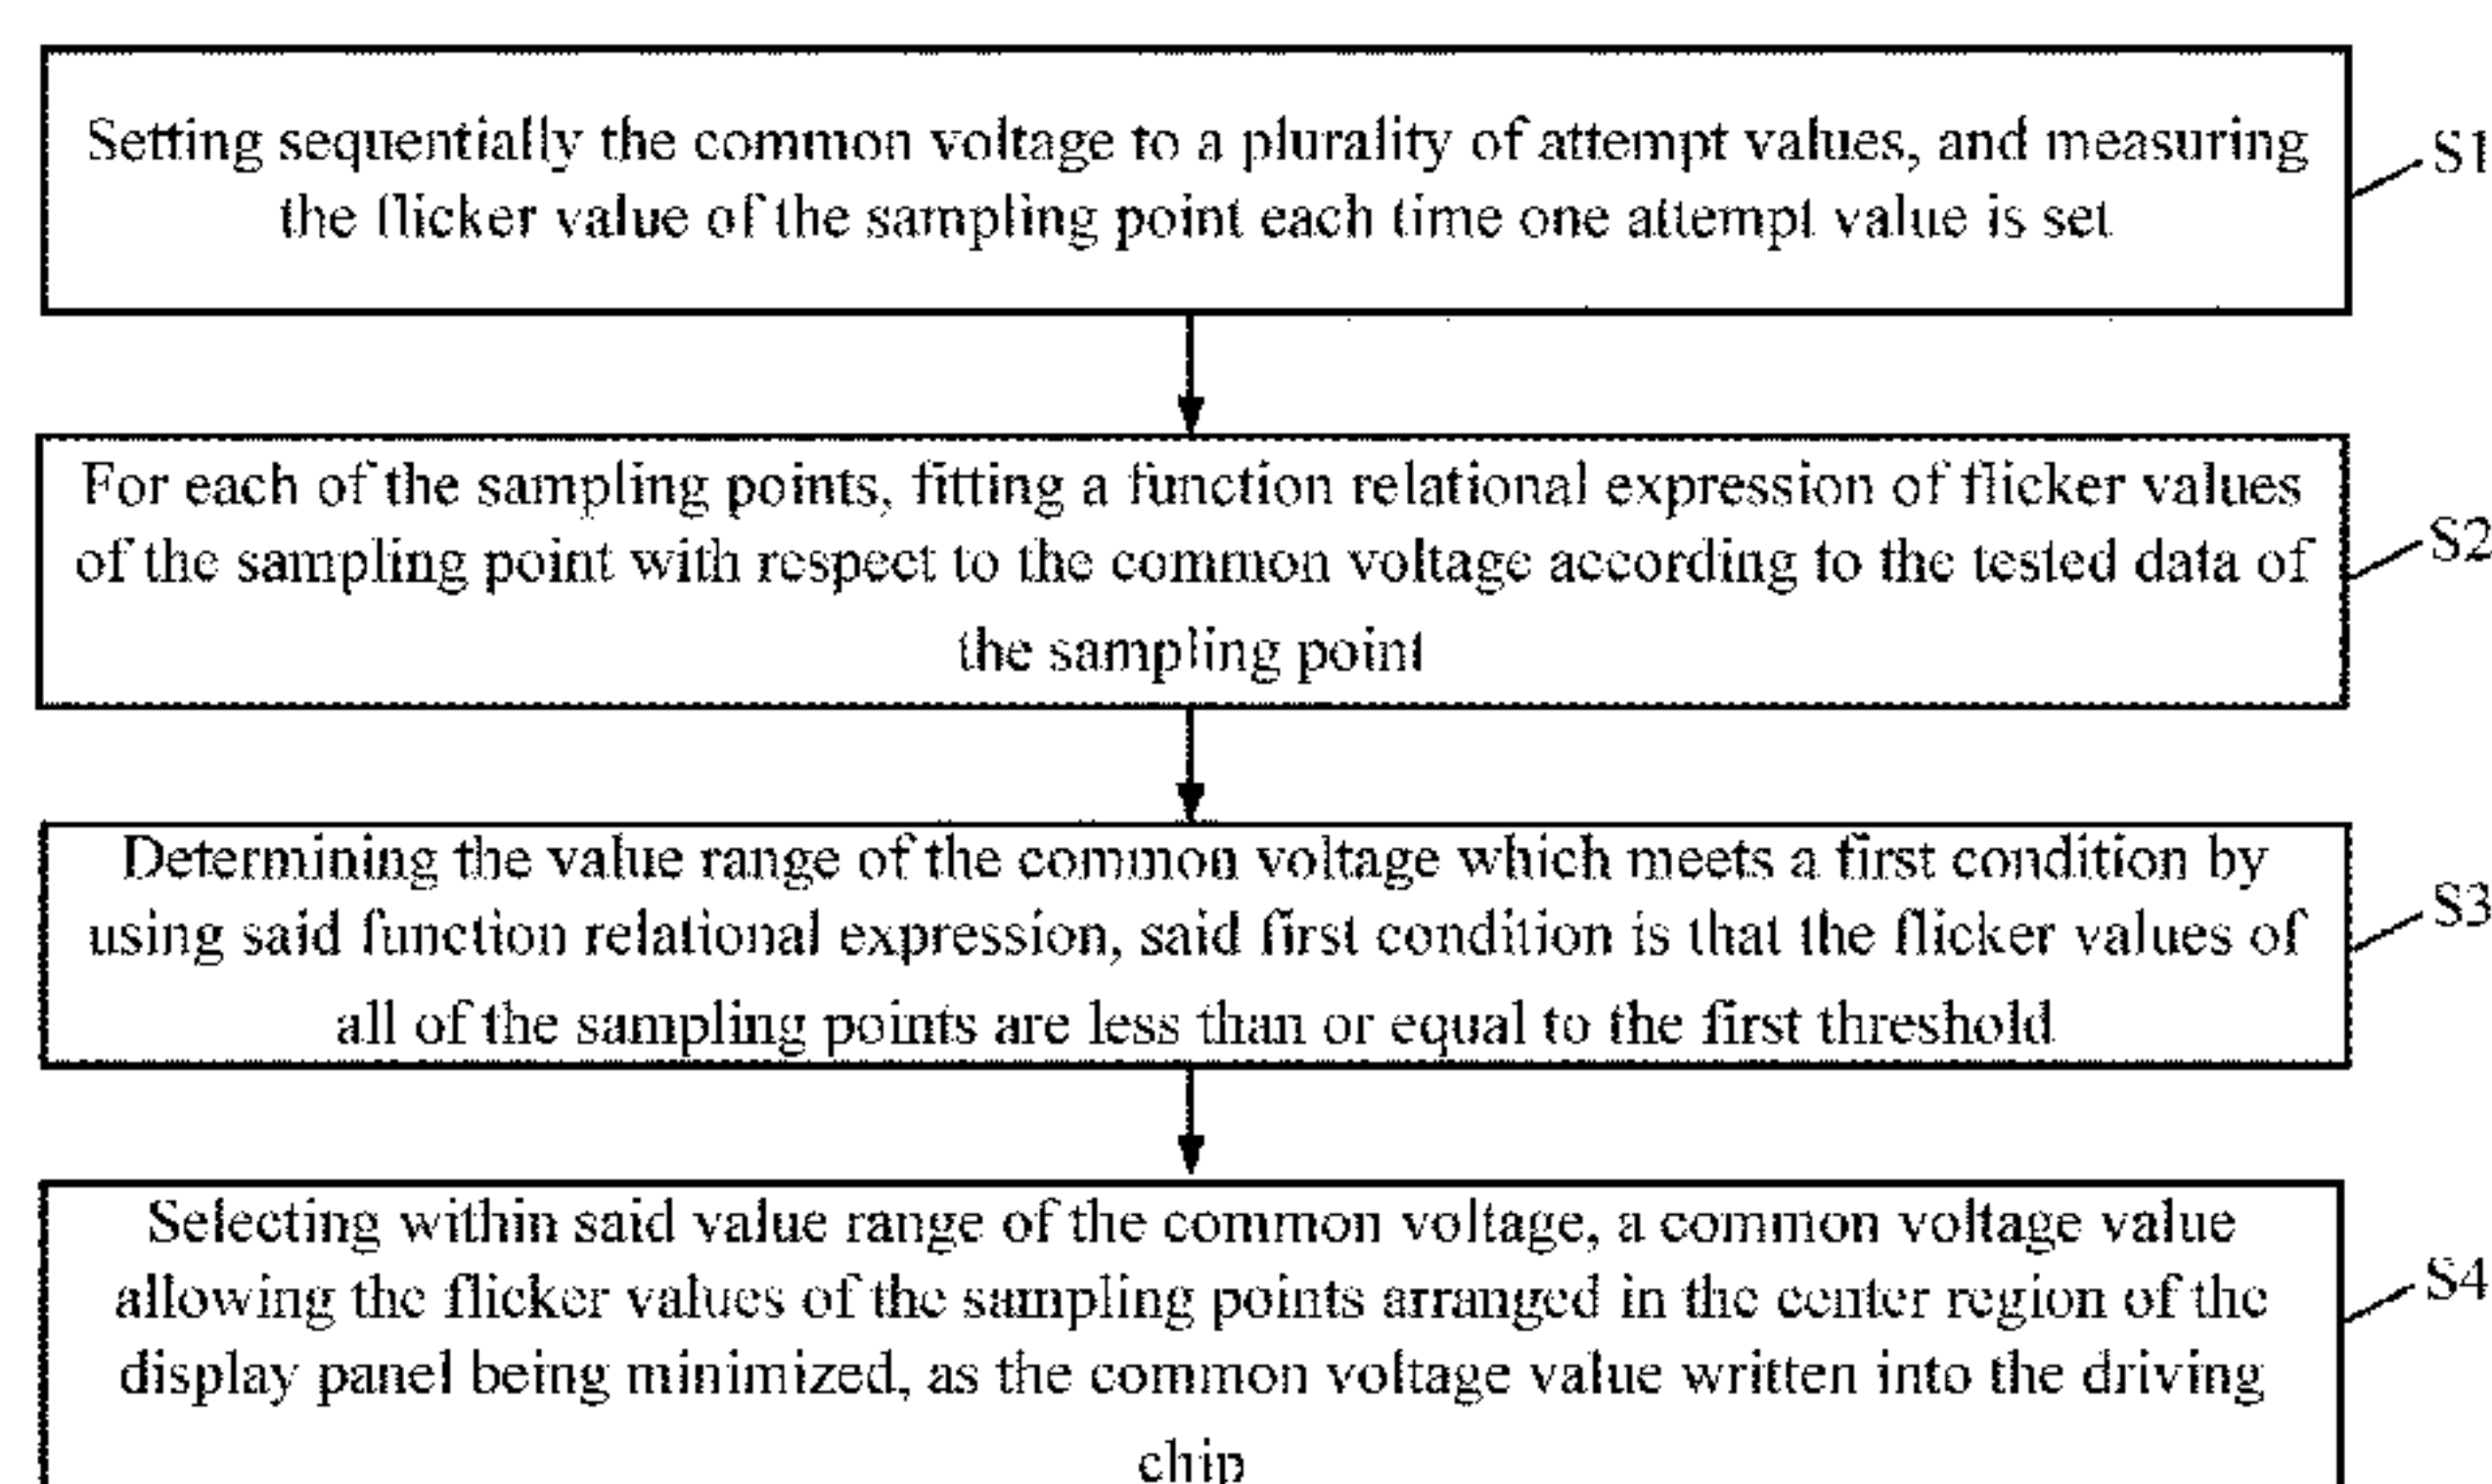 Setting sequentially the common voltage to a plurality of attempt values, and measuring
the flicker value of the sampling point each time one attempt value is set
S1
For each of the sampling points, fitting a function relational expression of flicker values
of the sampling point with respect to the common voltage according to the tested data of
the sampling point
S2
Determining the value range of the common voltage which meets a first condition by
using said function relational expression, said first condition is that the flicker values of
all of the sampling points are less than or equal to the first threshold
S3
Selecting within said value range of the common voltage, a common voltage value
allowing the flicker values of the sampling points arranged in the center region of the
display panel being minimized, as the common voltage value written into the driving
chip
S4